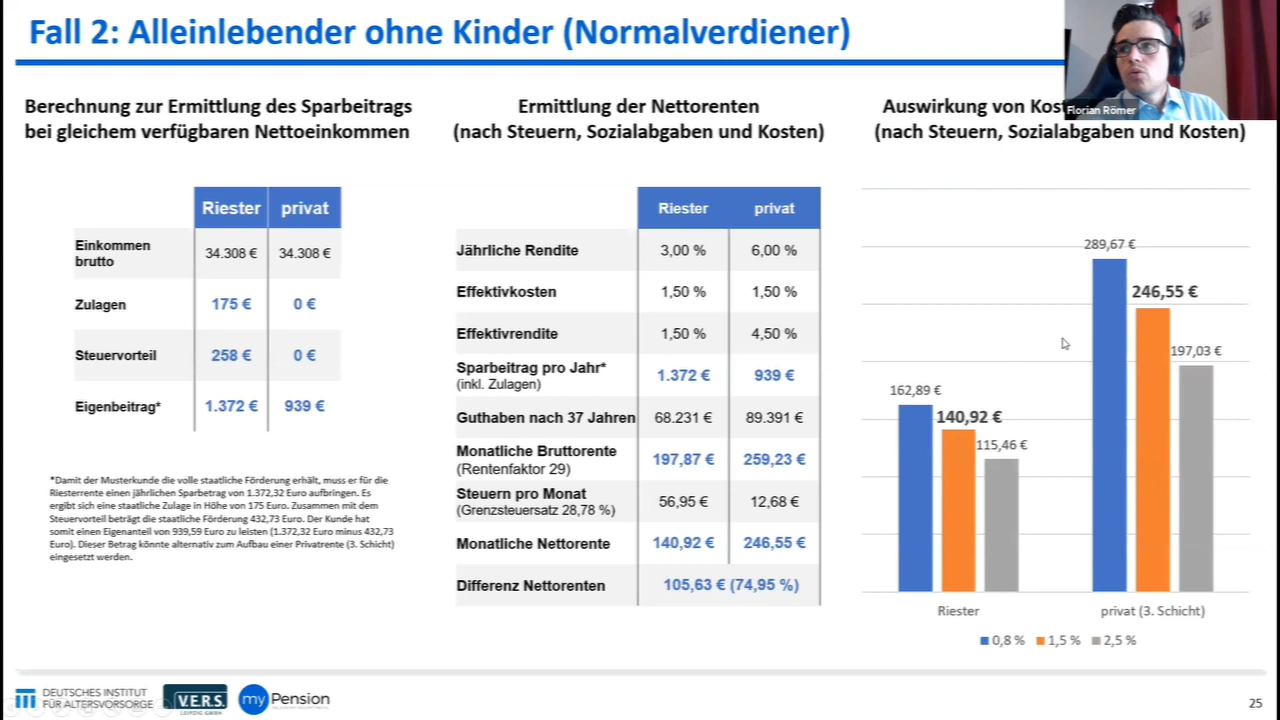 Fall 2: Alleinlebender ohne Kinder (Normalverdiener)
Florian Römer
Berechnung zur Ermittlung des Sparbeitrags
bei gleichem verfügbaren Nettoeinkommen
Riester privat
Einkommen brutto 34.308 € 34.308 €
Zulagen 175 € 0 €
Steuervorteil 258 € 0 €
Eigenbeitrag* 1.372 € 939 €
*Damit der Musterkunde die volle staatliche Förderung erhält, muss er für die
Riesterrente einen jährlichen Sparbetrag von 1.372,32 Euro aufbringen. Es
ergibt sich eine staatliche Zulage in Höhe von 175 Euro. Zusammen mit dem
Steuervorteil beträgt die staatliche Förderung 432,73 Euro. Der Kunde hat
somit einen Eigenanteil von 939,59 Euro zu leisten (1.372,32 Euro minus 432,73
Euro). Dieser Betrag könnte alternativ zum Aufbau einer Privatrente (3. Schicht)
eingesetzt werden.
Ermittlung der Nettorenten
(nach Steuern, Sozialabgaben und Kosten)
Riester privat
Jährliche Rendite 3,00 % 6,00 %
Effektivkosten 1,50 % 1,50 %
Effektivrendite 1,50 % 4,50 %
Sparbeitrag pro Jahr* (inkl. Zulagen) 1.372 € 939 €
Guthaben nach 37 Jahren 68.231 € 89.391 €
Monatliche Bruttorente (Rentenfaktor 29) 197,87 € 259,23 €
Steuern pro Monat (Grenzsteuersatz 28,78 %) 56,95 € 12,68 €
Monatliche Nettorente 140,92 € 246,55 €
Differenz Nettorenten 105,63 € (74,95 %)
Auswirkung von
(nach Steuern, Sozialabgaben und Kosten)
289,67 €
246,55 €
197,03 €
162,89 €
140,92 €
115,46 €
Riester privat (3. Schicht)
0,8 % 1,5 % 2,5 %
DEUTSCHES INSTITUT
FÜR ALTERSVORSORGE
V.E.R.S.
LEIPZIG GMBH
my Pension
25